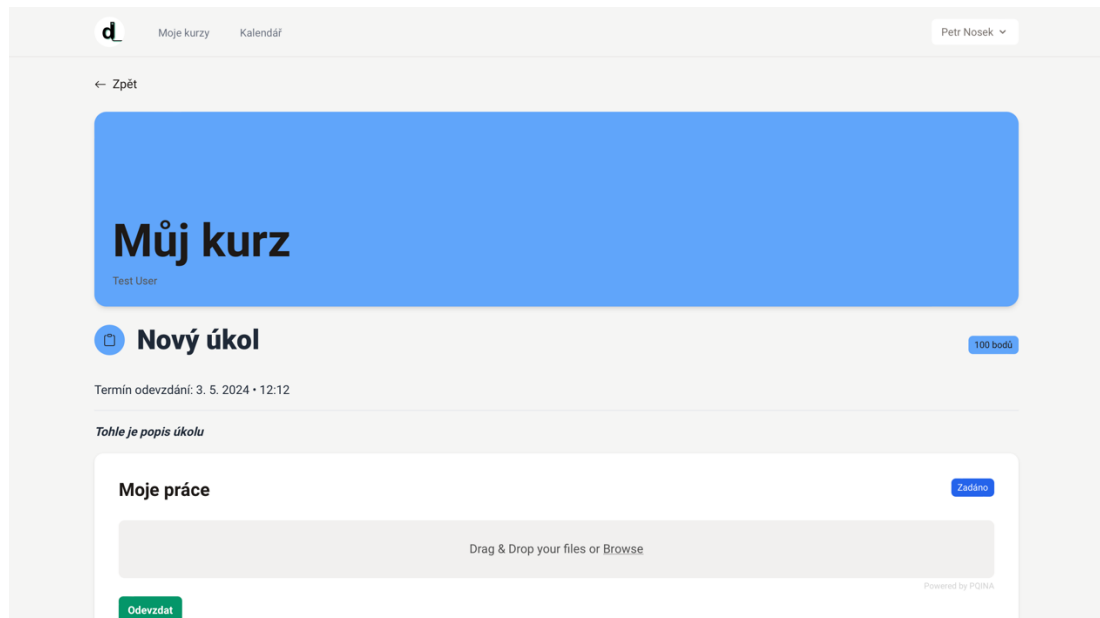 d_
Moje kurzy
Kalendář
Petr Nosek
← Zpět
Můj kurz
Test User
Nový úkol
100 bodů
Termín odevzdání: 3. 5. 2024 • 12:12
Tohle je popis úkolu
Moje práce
Zadáno
Drag & Drop your files or Browse
Powered by PQINA
Odevzdat